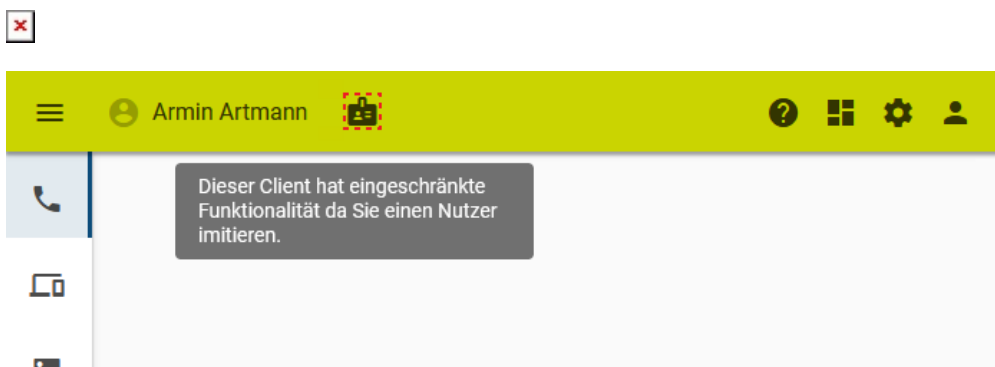 Armin Artmann
Dieser Client hat eingeschränkte
Funktionalität da Sie einen Nutzer
imitieren.